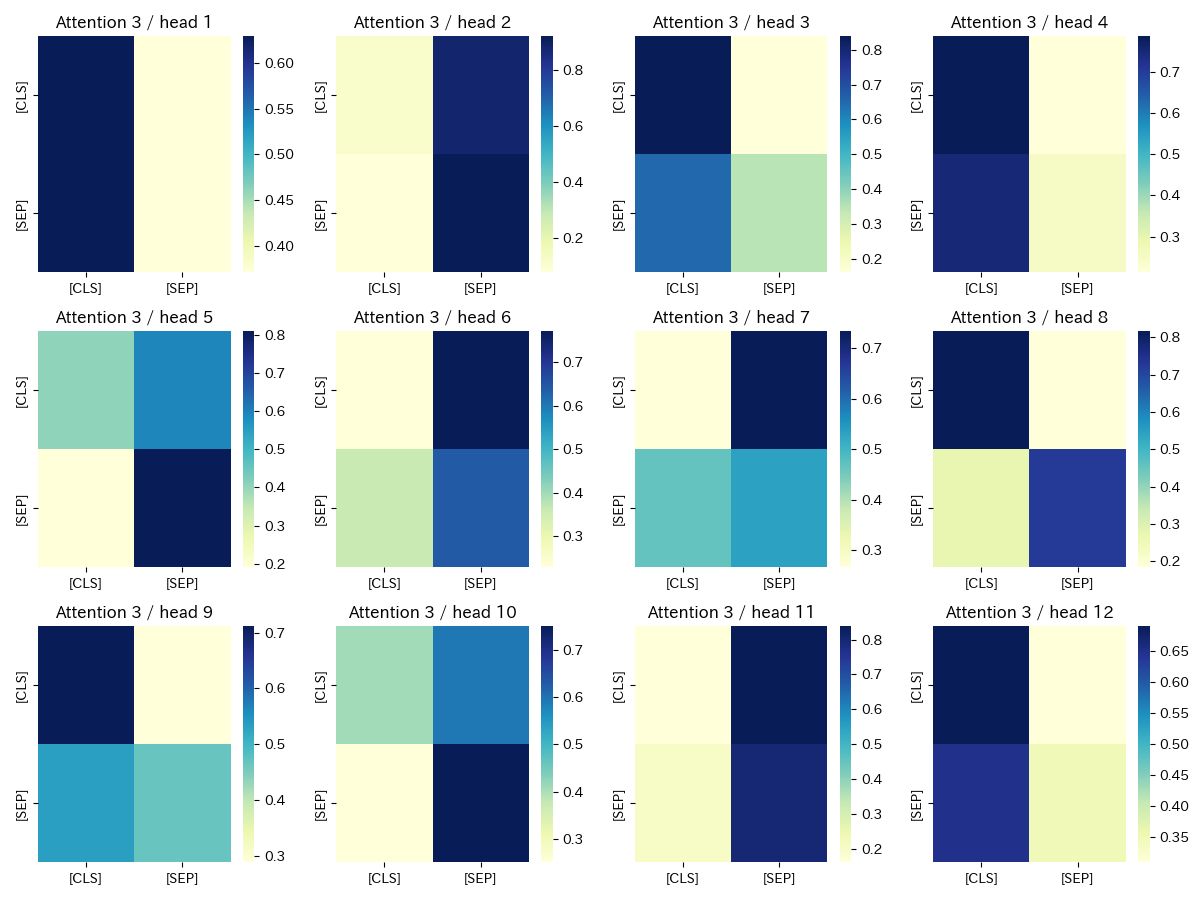 Attention 3 / head 1
[CLS]
[SEP]
[CLS]
[SEP]
0.60
0.55
0.50
0.45
0.40
Attention 3 / head 2
[CLS]
[SEP]
[CLS]
[SEP]
0.8
0.6
0.4
0.2
Attention 3 / head 3
[CLS]
[SEP]
[CLS]
[SEP]
0.8
0.7
0.6
0.5
0.4
0.3
0.2
Attention 3 / head 4
[CLS]
[SEP]
[CLS]
[SEP]
0.7
0.6
0.5
0.4
0.3
Attention 3 / head 5
[CLS]
[SEP]
[CLS]
[SEP]
0.8
0.7
0.6
0.5
0.4
0.3
0.2
Attention 3 / head 6
[CLS]
[SEP]
[CLS]
[SEP]
0.7
0.6
0.5
0.4
0.3
Attention 3 / head 7
[CLS]
[SEP]
[CLS]
[SEP]
0.7
0.6
0.5
0.4
0.3
Attention 3 / head 8
[CLS]
[SEP]
[CLS]
[SEP]
0.8
0.7
0.6
0.5
0.4
0.3
0.2
Attention 3 / head 9
[CLS]
[SEP]
[CLS]
[SEP]
0.7
0.6
0.5
0.4
0.3
Attention 3 / head 10
[CLS]
[SEP]
[CLS]
[SEP]
0.7
0.6
0.5
0.4
0.3
Attention 3 / head 11
[CLS]
[SEP]
[CLS]
[SEP]
0.8
0.7
0.6
0.5
0.4
0.3
0.2
Attention 3 / head 12
[CLS]
[SEP]
[CLS]
[SEP]
0.65
0.60
0.55
0.50
0.45
0.40
0.35